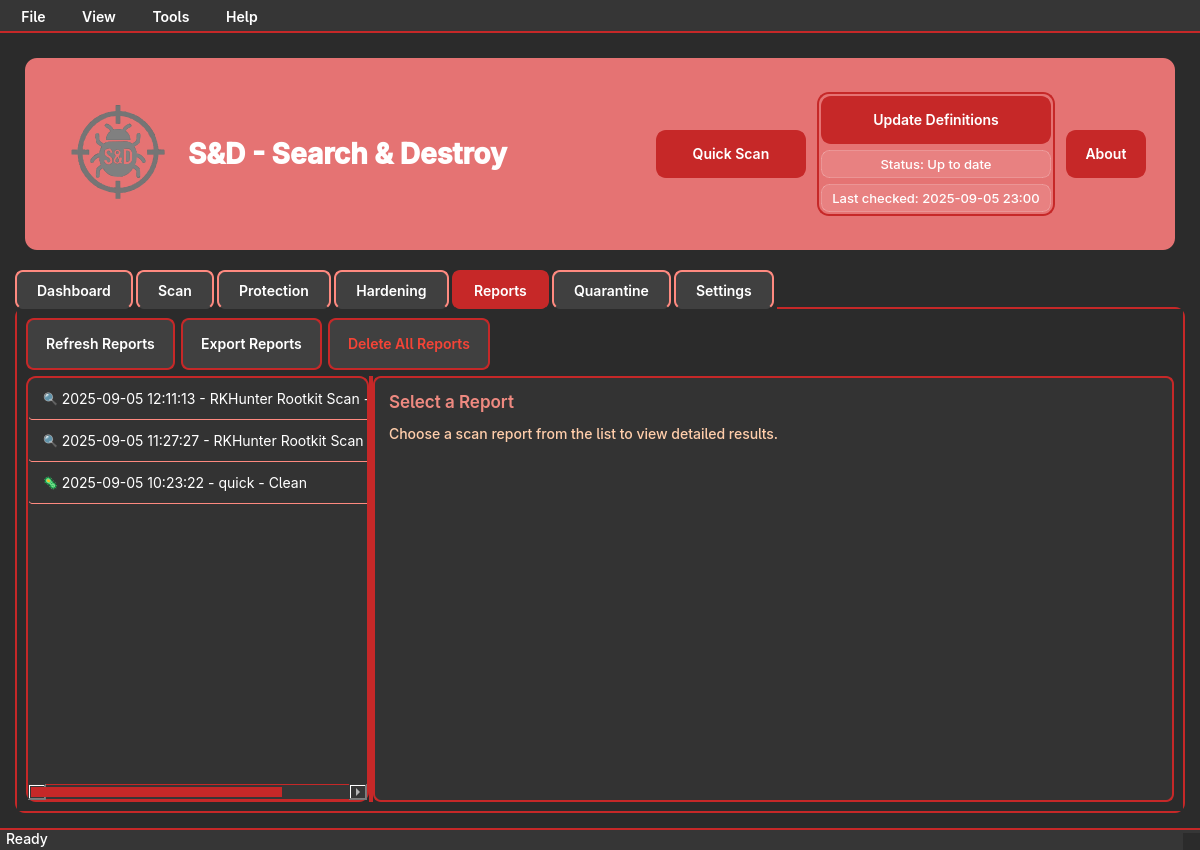 File View Tools Help
S&D
S&D - Search & Destroy
Quick Scan
Update Definitions
Status: Up to date
Last checked: 2025-09-05 23:00
About
Dashboard Scan Protection Hardening Reports Quarantine Settings
Refresh Reports Export Reports Delete All Reports
2025-09-05 12:11:13 - RKHunter Rootkit Scan -
2025-09-05 11:27:27 - RKHunter Rootkit Scan
2025-09-05 10:23:22 - quick - Clean
Select a Report
Choose a scan report from the list to view detailed results.
Ready